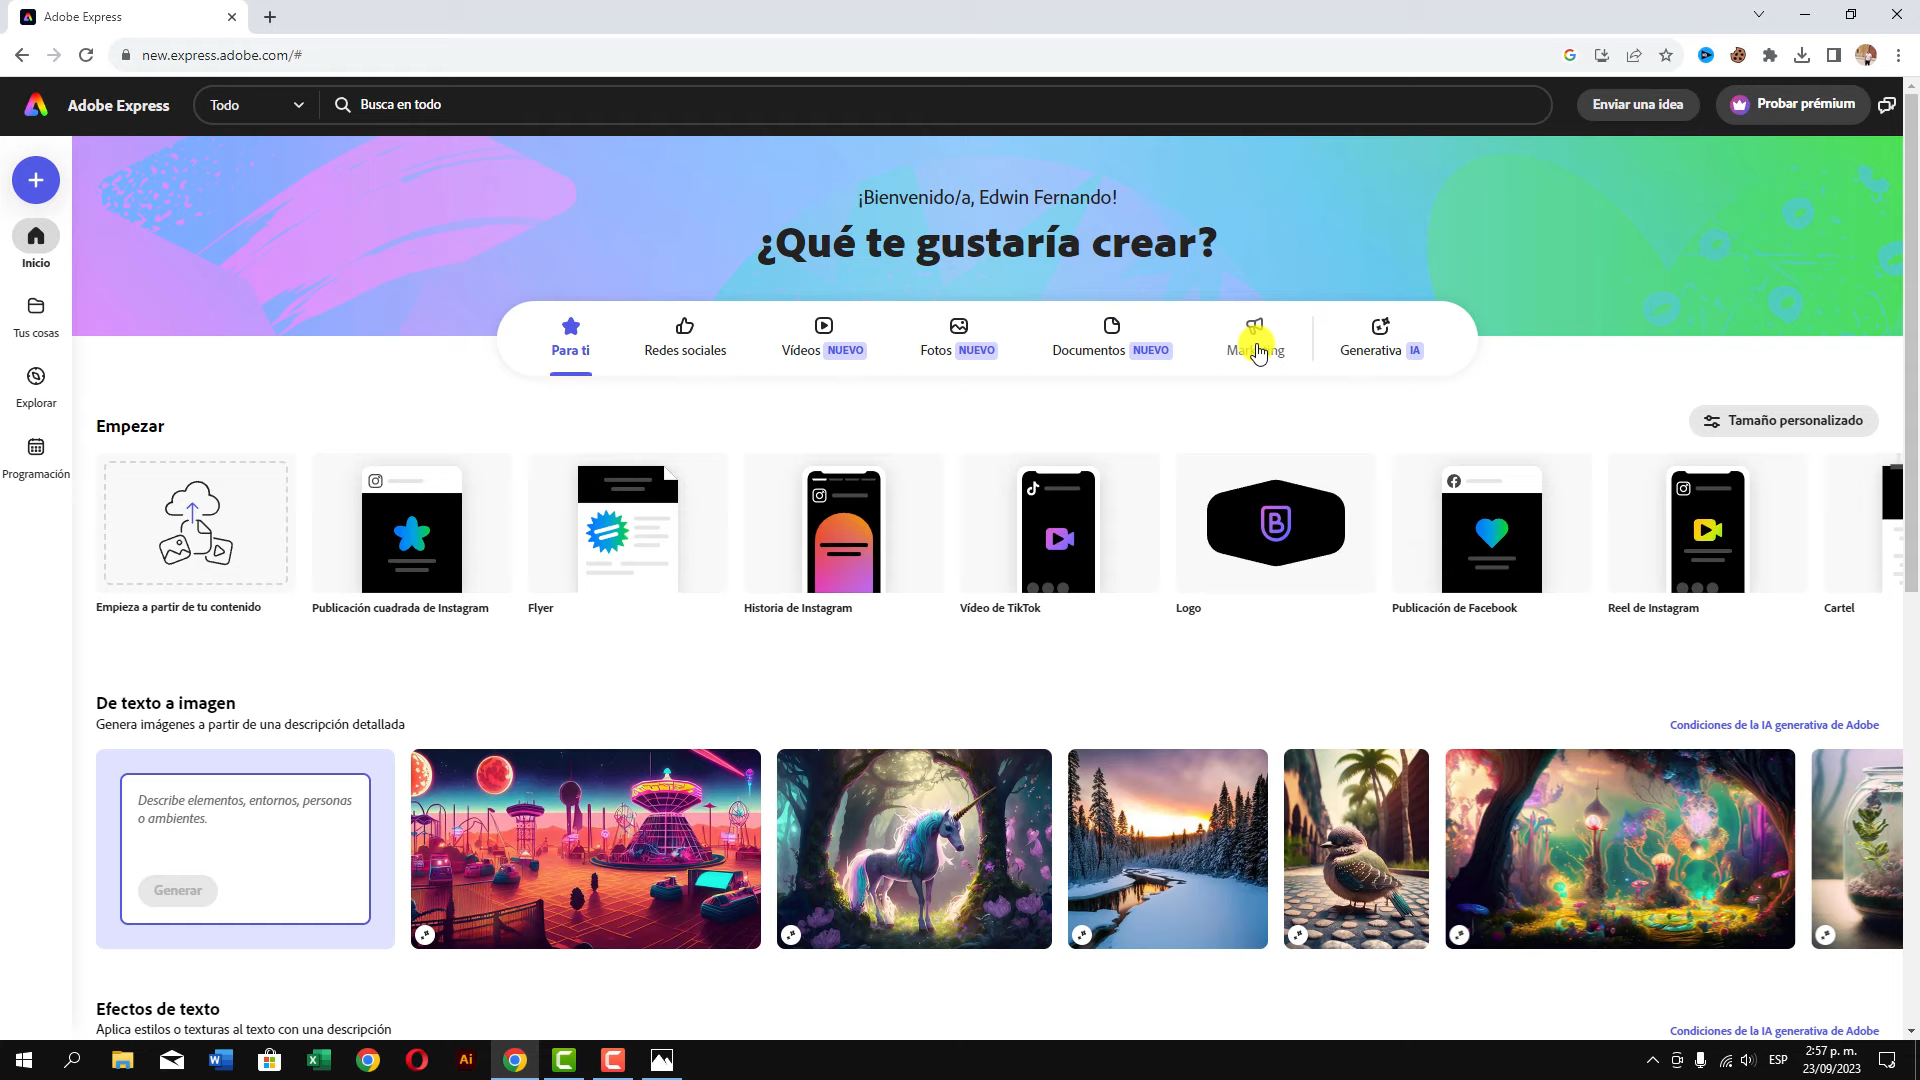 Adobe Express
new.express.adobe.com/#
Adobe Express
Todo
Busca en todo
Enviar una idea
Probar prémium
¡Bienvenido/a, Edwin Fernando!
¿Qué te gustaría crear?
Inicio
Tus cosas
Explorar
Programación
Para ti
Redes sociales
Vídeos NUEVO
Fotos NUEVO
Documentos NUEVO
Marketing
Generativa IA
Empezar
Tamaño personalizado
Empieza a partir de tu contenido
Publicación cuadrada de Instagram
Flyer
Historia de Instagram
Vídeo de TikTok
Logo
Publicación de Facebook
Reel de Instagram
Cartel
De texto a imagen
Genera imágenes a partir de una descripción detallada
Condiciones de la IA generativa de Adobe
Describe elementos, entornos, personas
o ambientes.
Generar
Efectos de texto
Aplica estilos o texturas al texto con una descripción
Condiciones de la IA generativa de Adobe
Ai
ESP
2:57 p. m.
23/09/2023